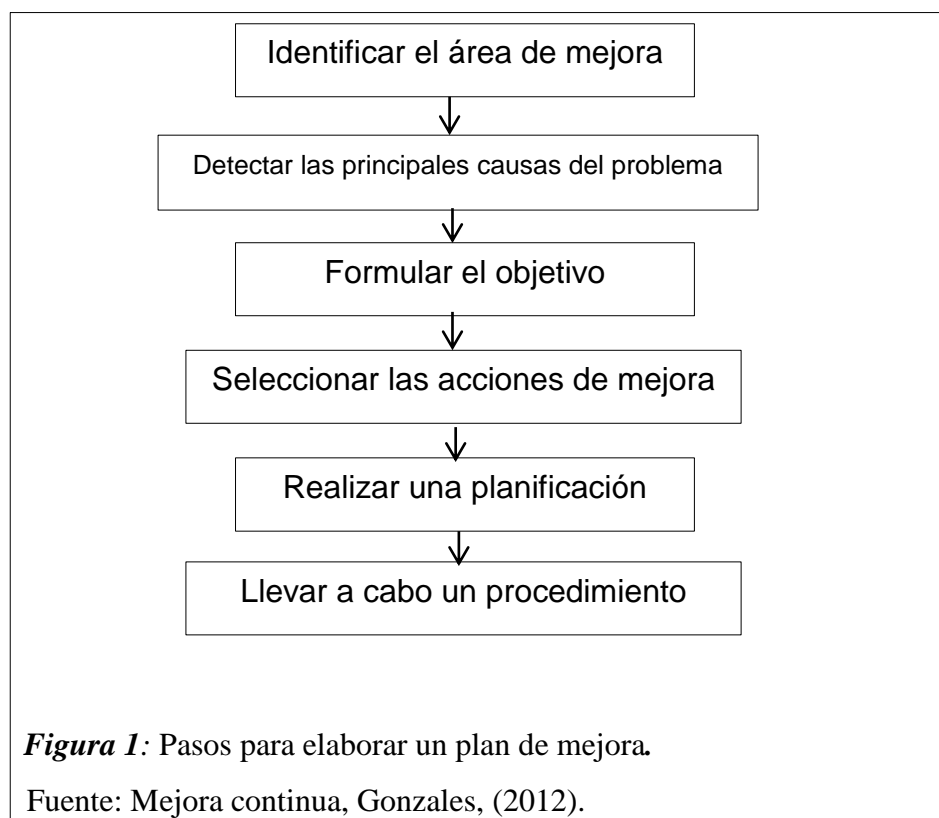 Identificar el área de mejora
Detectar las principales causas del problema
Formular el objetivo
Seleccionar las acciones de mejora
Realizar una planificación
Llevar a cabo un procedimiento
Figura 1: Pasos para elaborar un plan de mejora.
Fuente: Mejora continua, Gonzales, (2012).